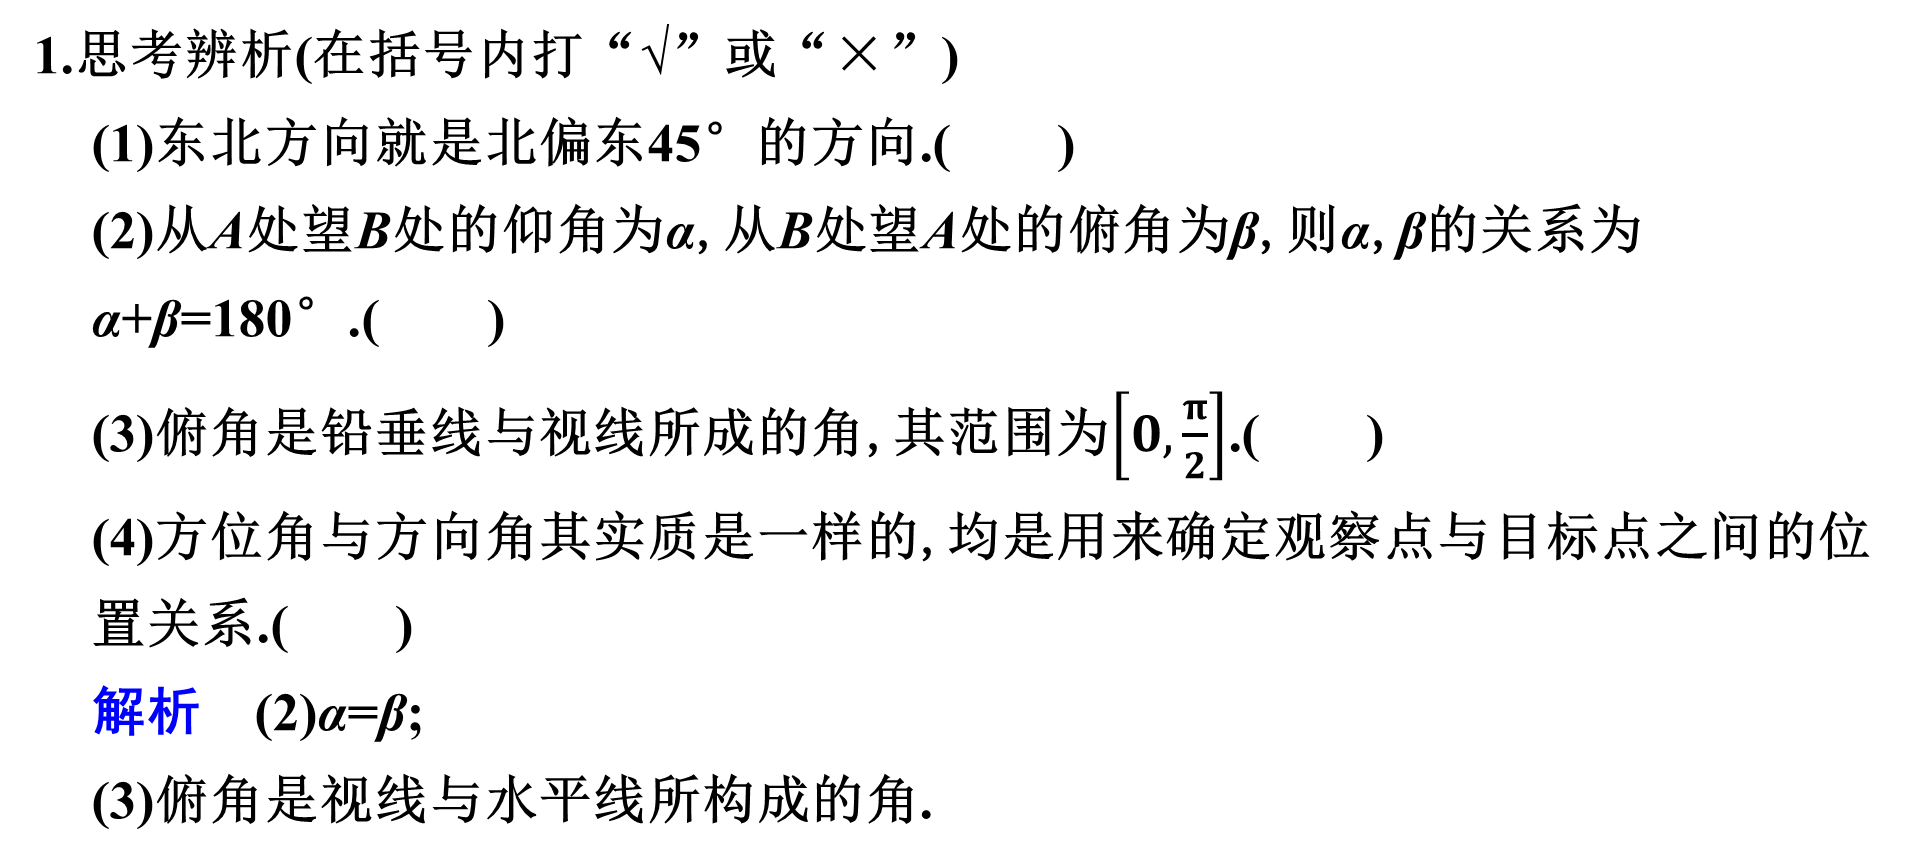 1.思考辨析(在括号内打“√”或“×”)
(1)东北方向就是北偏东45°的方向.(　　)
(2)从A处望B处的仰角为α,从B处望A处的俯角为β,则α,β的关系为
α+β=180°.(　　)
(3)俯角是铅垂线与视线所成的角,其范围为[0,π/2].(　　)
(4)方位角与方向角其实质是一样的,均是用来确定观察点与目标点之间的位
置关系.(　　)
解析　(2)α=β;
(3)俯角是视线与水平线所构成的角.